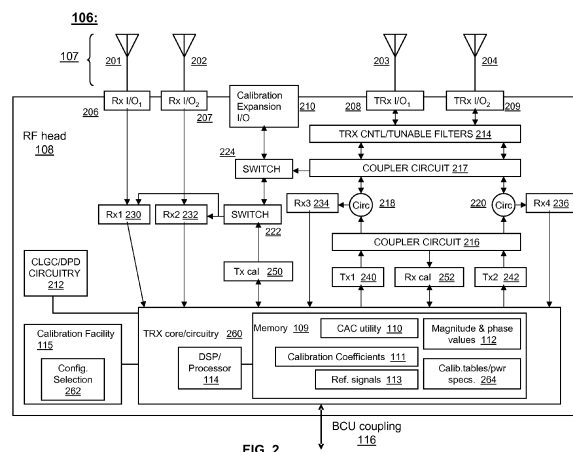 106:
107
201
202
203
204
Rx I/O1
Rx I/O2
Calibration
Expansion
I/O
TRx I/O1
TRx I/O2
206
207
210
208
209
RF head
108
TRX CNTL/TUNABLE FILTERS 214
224
SWITCH
COUPLER CIRCUIT 217
Rx1 230
Rx2 232
SWITCH
Rx3 234
Circ
218
220
Circ
Rx4 236
222
COUPLER CIRCUIT 216
CLGC/DPD
CIRCUITRY
212
Tx cal 250
Tx1
240
Rx cal
252
Tx2
242
Calibration Facility
115
Config.
Selection
262
TRX core/circuitry 260
DSP/
Processor
114
Memory 109
CAC utility 110
Magnitude & phase
values 112
Calibration Coefficients 111
Ref. signals 113
Calib.tables/pwr
specs. 264
BCU coupling
116
FIG. 2